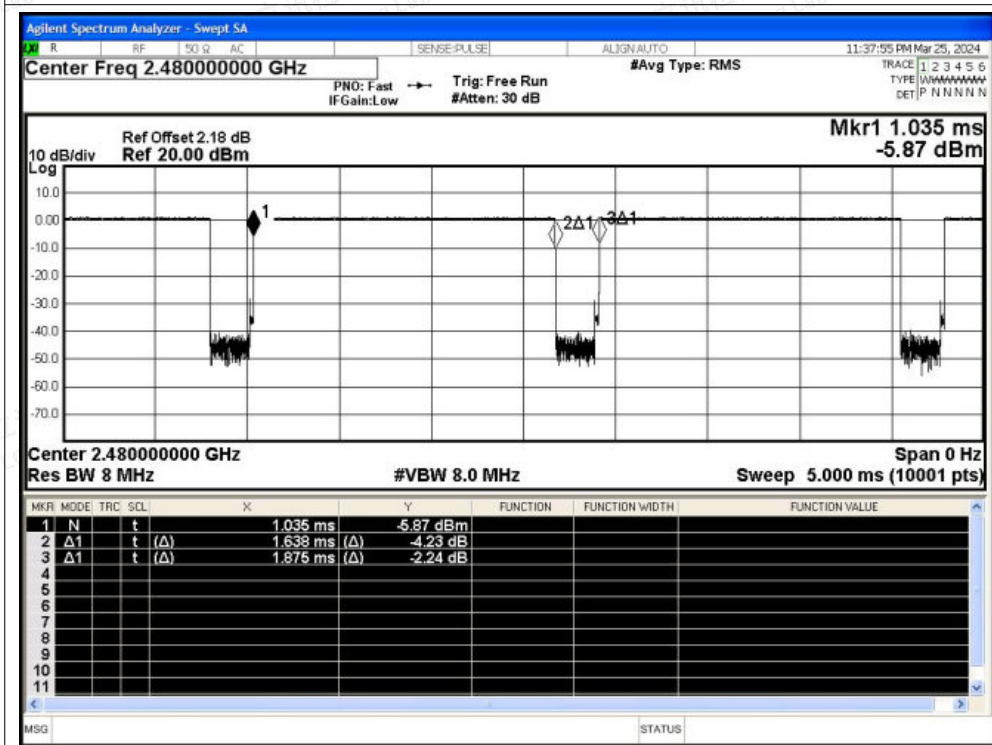 Agilent Spectrum Analyzer - Swept SA
LXI R RF 50 Ω AC SENSE:PULSE ALIGN AUTO 11:37:55 PM Mar 25, 2024
Center Freq 2.480000000 GHz #Avg Type: RMS TRACE 1 2 3 4 5 6
PNO: Fast Trig: Free Run TYPE WWWWWW
IFGain:Low #Atten: 30 dB DET P N N N N N
Mkr1 1.035 ms
Ref Offset 2.18 dB
10 dB/div Ref 20.00 dBm -5.87 dBm
Log
10.0
1
0.00 2Δ1 3Δ1
-10.0
-20.0
-30.0
-40.0
-50.0
-60.0
-70.0
Center 2.480000000 GHz Span 0 Hz
Res BW 8 MHz #VBW 8.0 MHz Sweep 5.000 ms (10001 pts)
MKR MODE TRC SCL X Y FUNCTION FUNCTION WIDTH FUNCTION VALUE
1 N t 1.035 ms -5.87 dBm
2 Δ1 t (Δ) 1.638 ms (Δ) -4.23 dB
3 Δ1 t (Δ) 1.875 ms (Δ) -2.24 dB
4
5
6
7
8
9
10
11
MSG STATUS